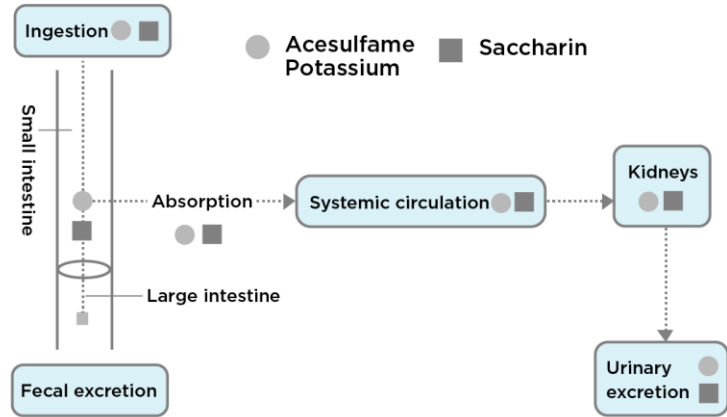 Ingestion
Acesulfame
Potassium
Saccharin
Small intestine
Absorption
Systemic circulation
Kidneys
Large intestine
Fecal excretion
Urinary
excretion